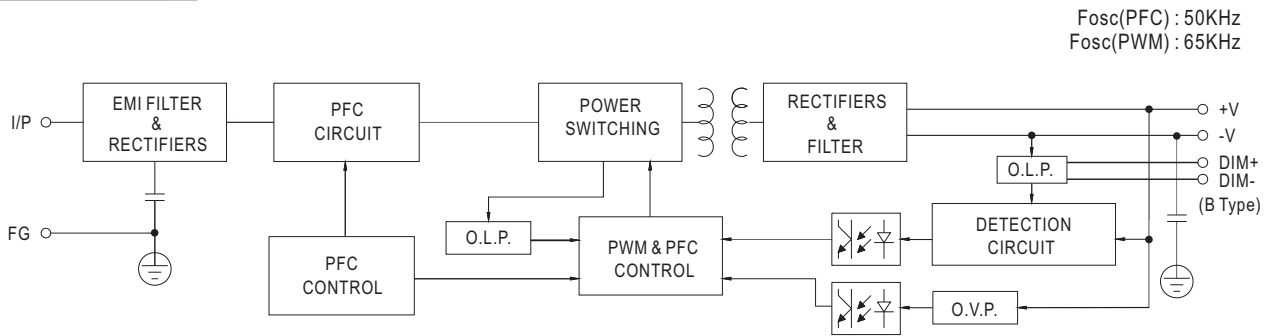 Fosc(PFC) : 50KHz
Fosc(PWM) : 65KHz
I/P
EMI FILTER
&
RECTIFIERS
PFC
CIRCUIT
POWER
SWITCHING
RECTIFIERS
&
FILTER
+V
-V
DIM+
DIM-
(B Type)
O.L.P.
FG
O.L.P.
DETECTION
CIRCUIT
PFC
CONTROL
PWM & PFC
CONTROL
O.V.P.